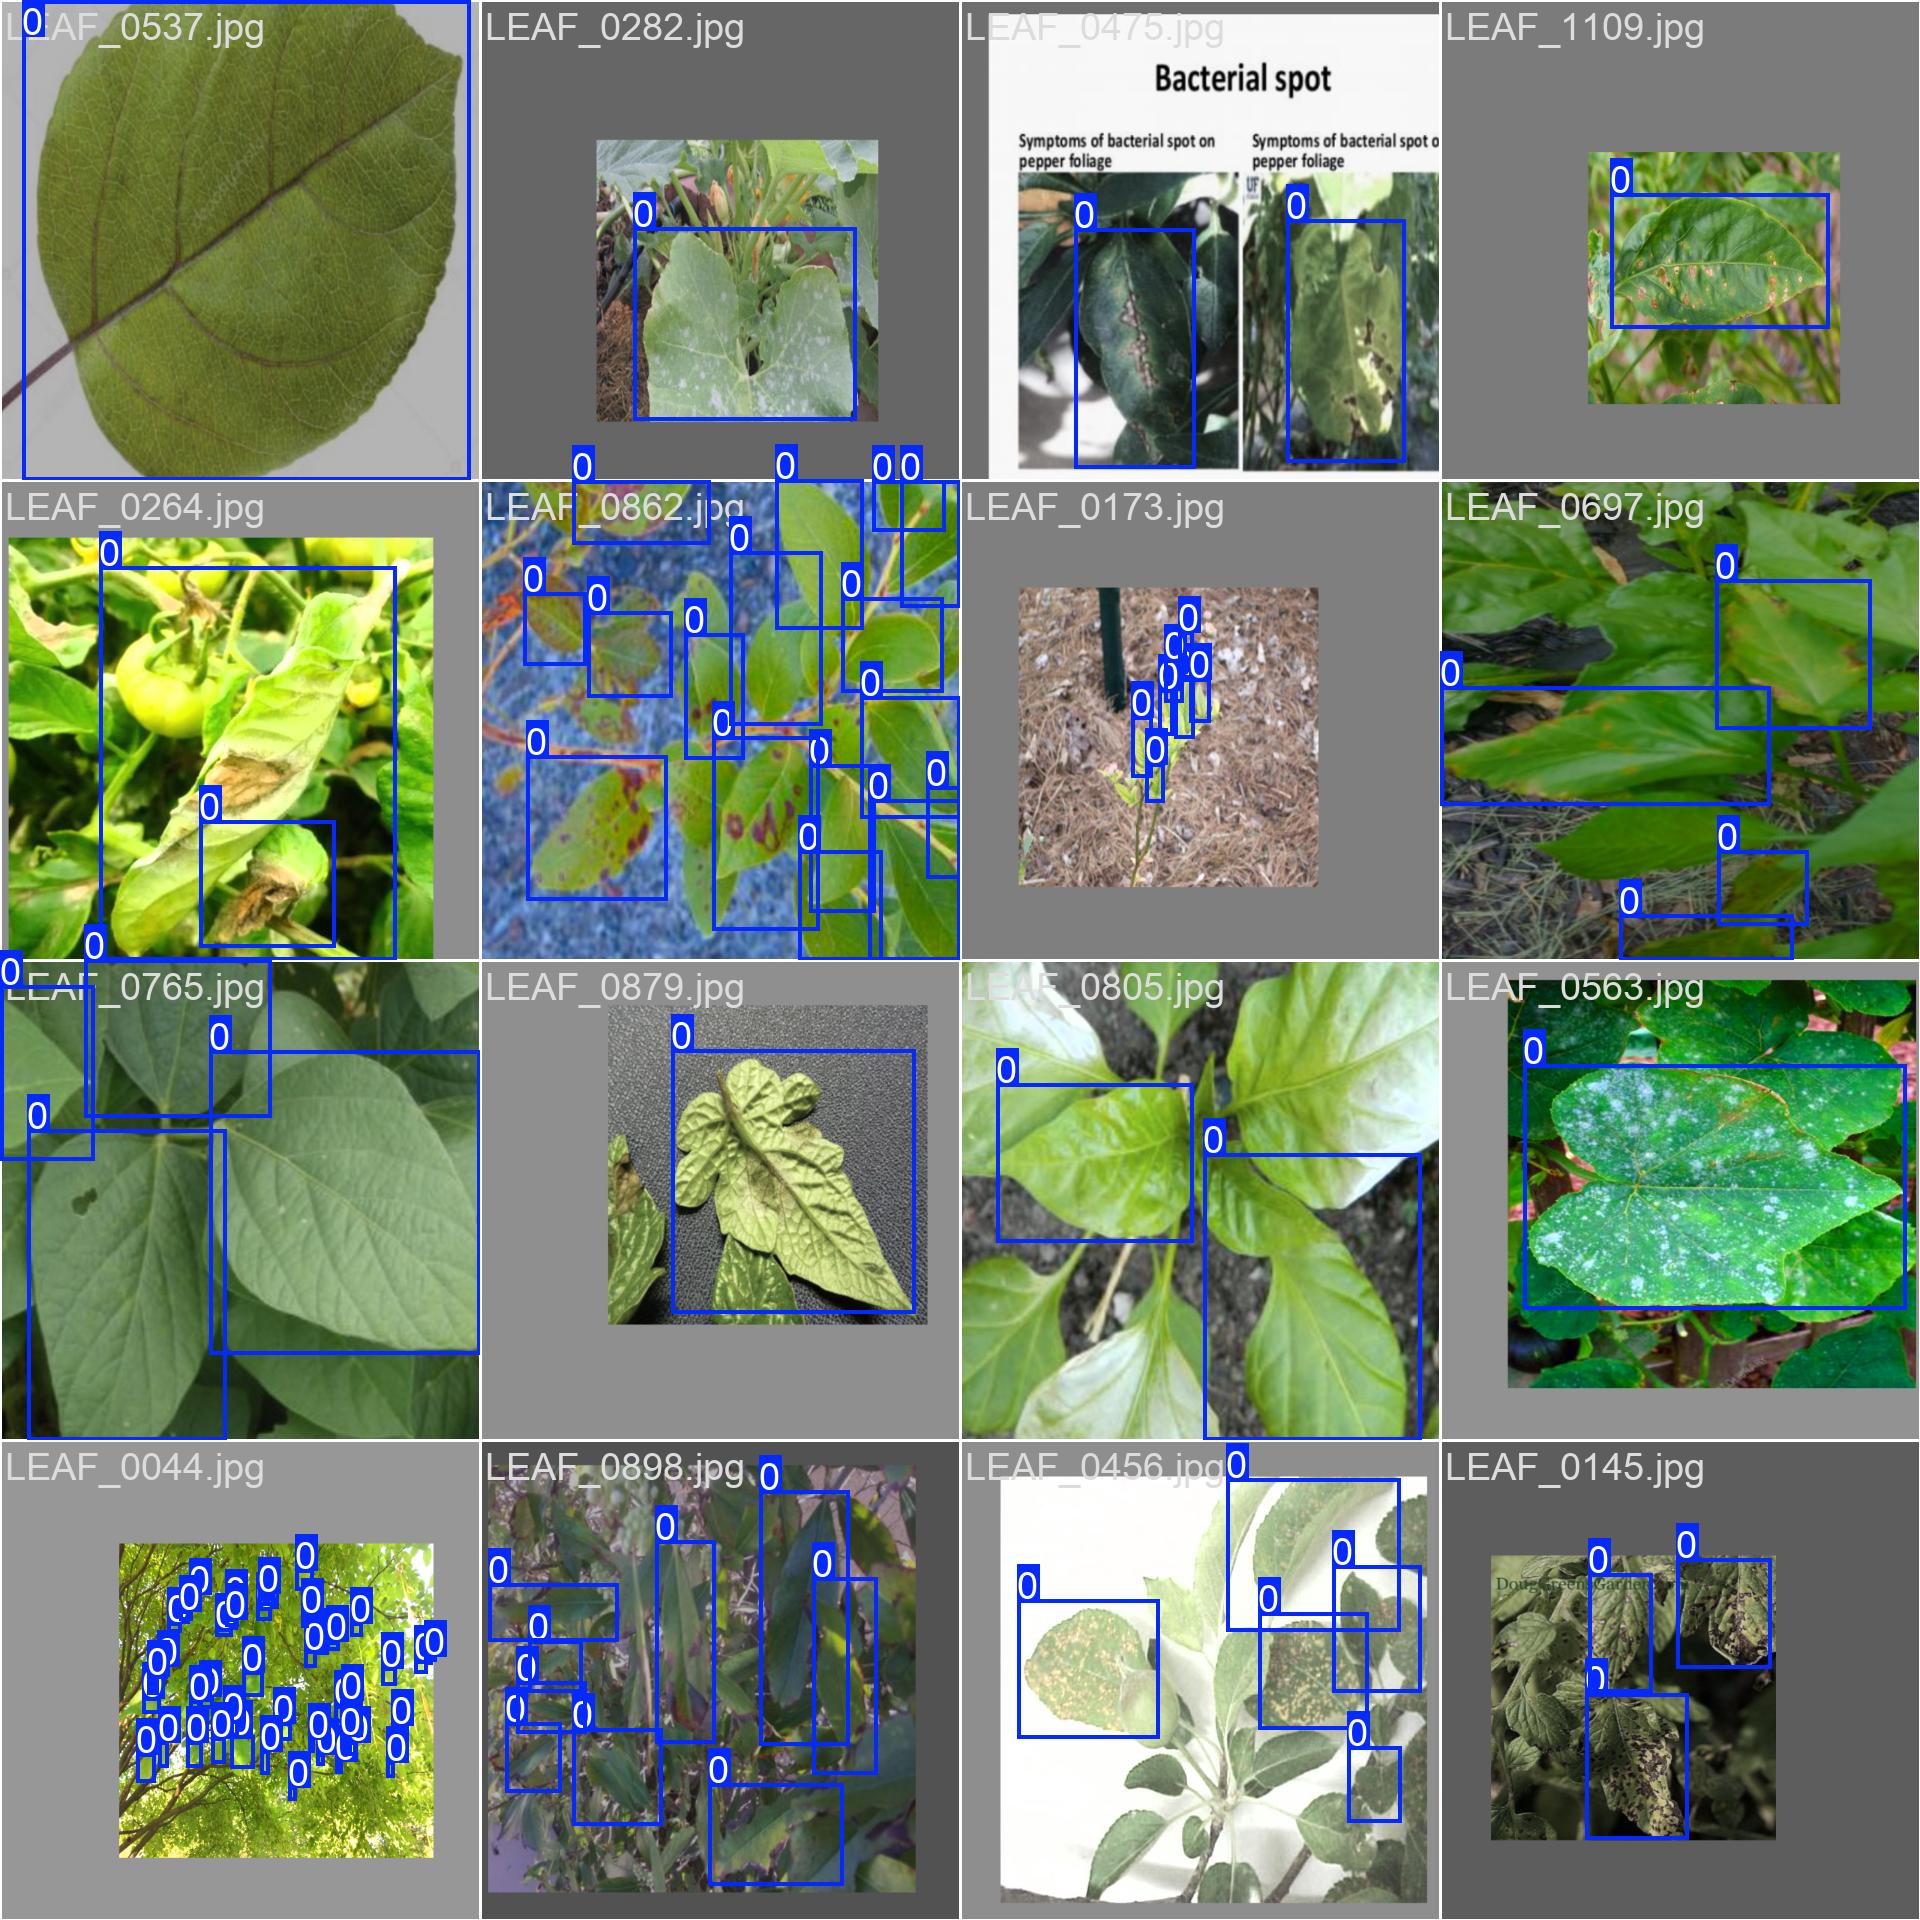 LEAF_0537.jpg
LEAF_0282.jpg
LEAF_0475.jpg
LEAF_1109.jpg
Bacterial spot
Symptoms of bacterial spot on
pepper foliage
Symptoms of bacterial spot o
pepper foliage
UF
LEAF_0264.jpg
LEAF_0862.jpg
LEAF_0173.jpg
LEAF_0697.jpg
LEAF_0765.jpg
LEAF_0879.jpg
LEAF_0805.jpg
LEAF_0563.jpg
LEAF_0044.jpg
LEAF_0898.jpg
LEAF_0456.jpg
LEAF_0145.jpg